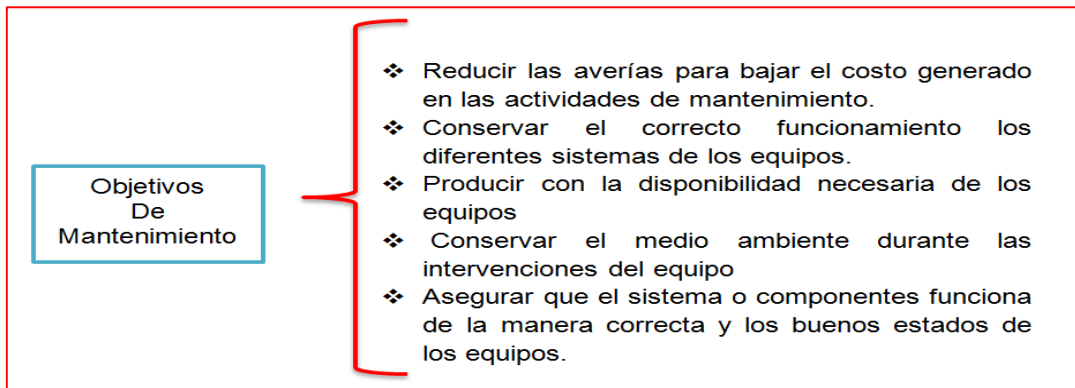 Objetivos
De
Mantenimiento
❖ Reducir las averías para bajar el costo generado
en las actividades de mantenimiento.
❖ Conservar el correcto funcionamiento los
diferentes sistemas de los equipos.
❖ Producir con la disponibilidad necesaria de los
equipos
❖ Conservar el medio ambiente durante las
intervenciones del equipo
❖ Asegurar que el sistema o componentes funciona
de la manera correcta y los buenos estados de
los equipos.